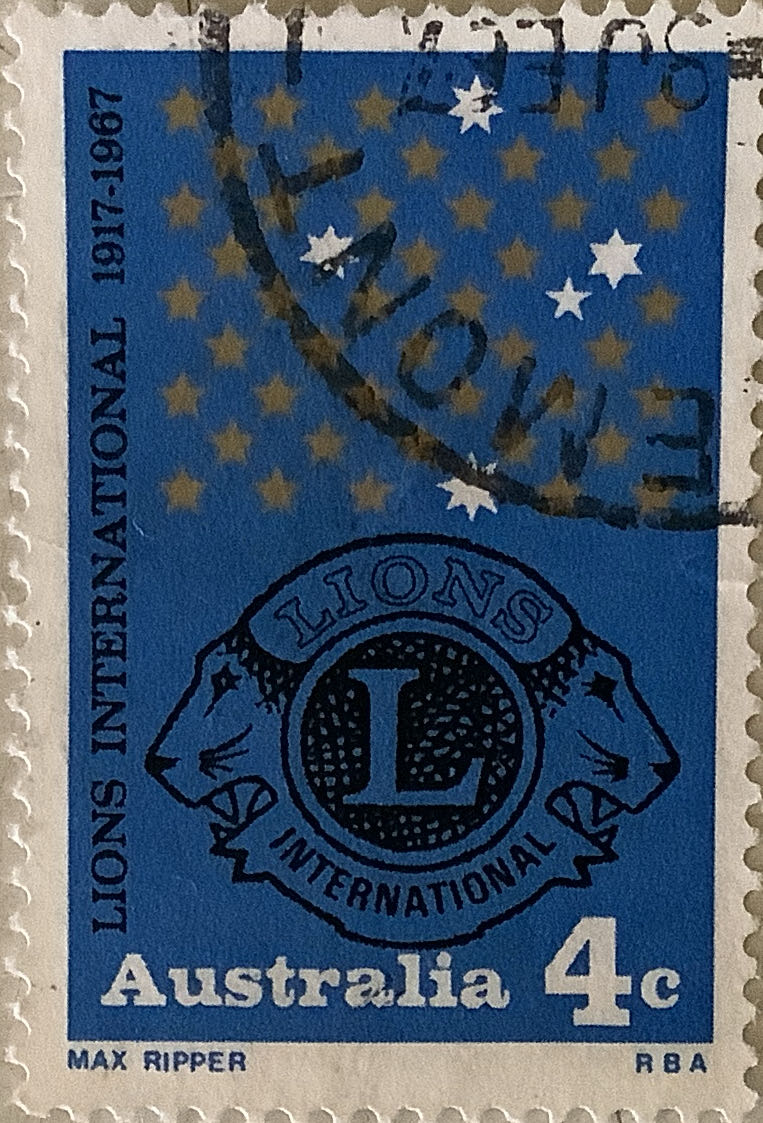 LIONS INTERNATIONAL 1917-1967
LIONS
L
INTERNATIONAL
Australia 4c
MAX RIPPER RBA